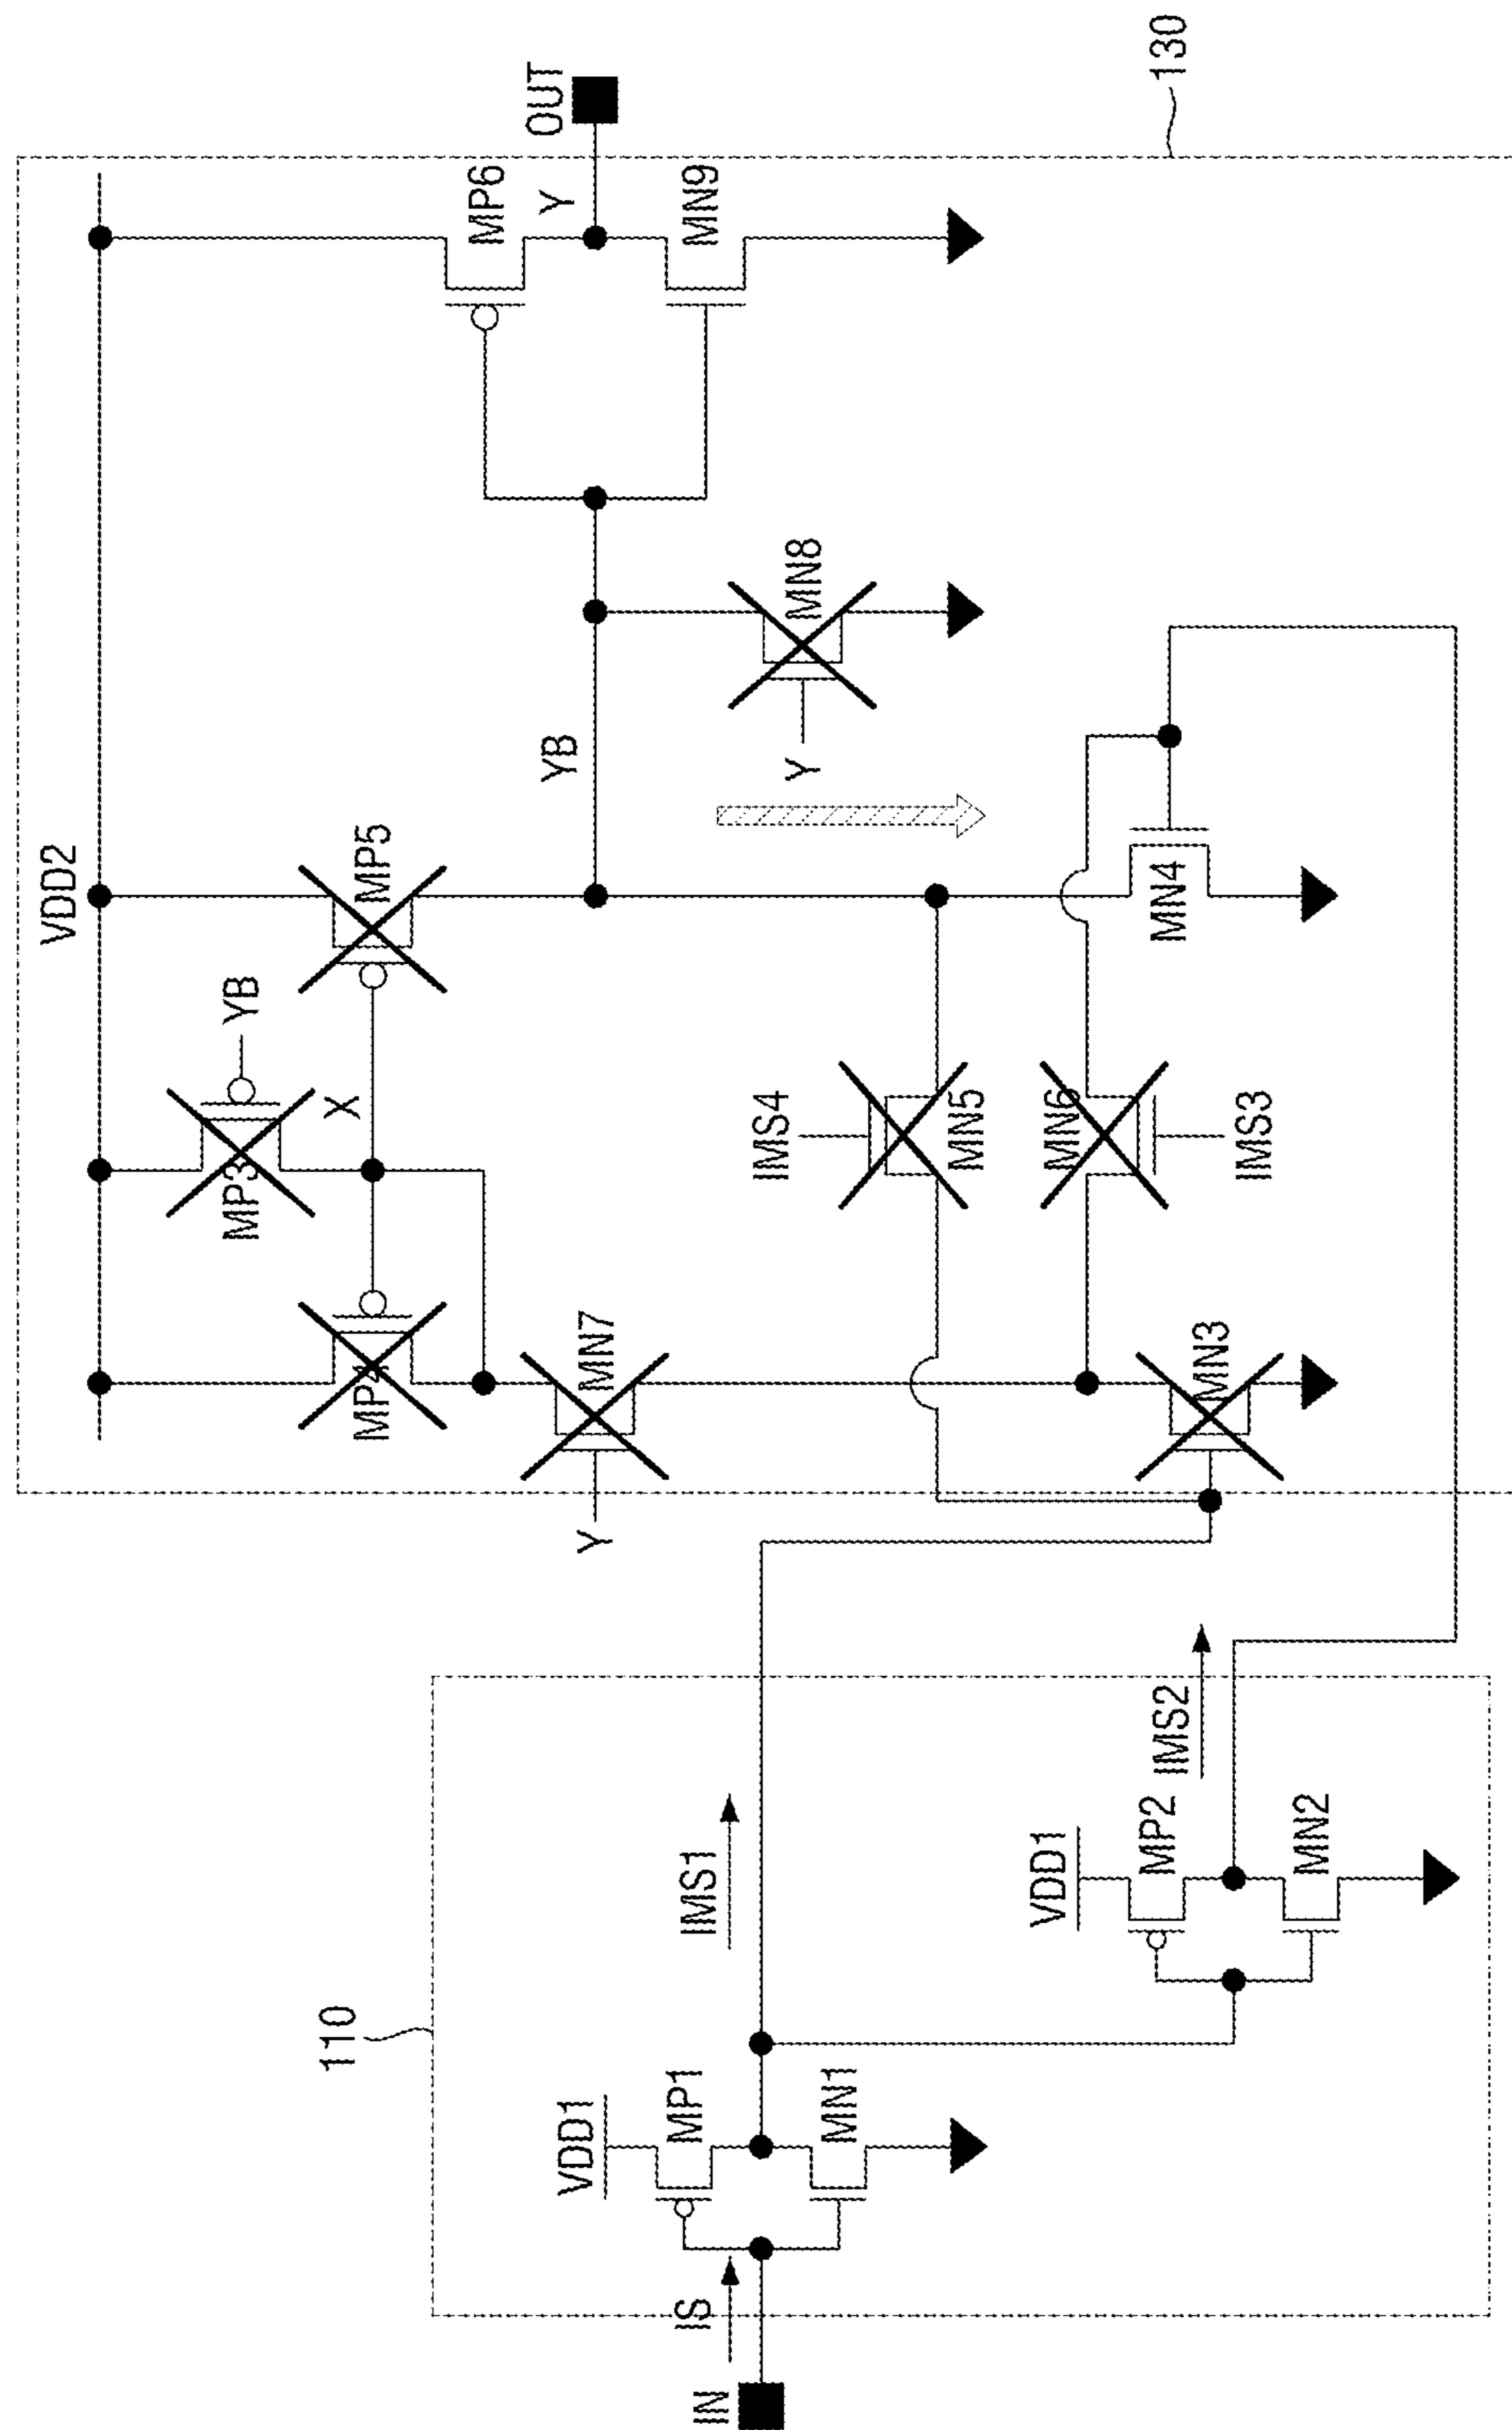 130
VDD2
OUT
MP6
Y
MN9
MP5
YB
X
MP3
MP4
YB
MN8
Y
MN7
Y
IMS4
MN5
MN6
IMS3
MN4
MN3
110
IN
IS
VDD1
MP1
MN1
IMS1
VDD1
MP2
MN2
IMS2